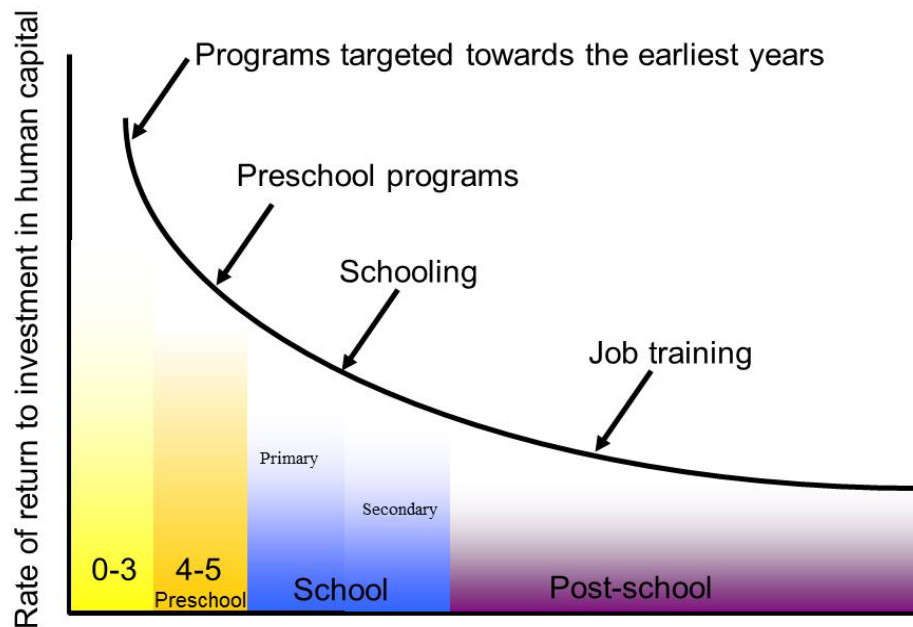 Rate of return to investment in human capital
Programs targeted towards the earliest years
Preschool programs
Schooling
Job training
Primary
Secondary
0-3
4-5
Preschool
School
Post-school